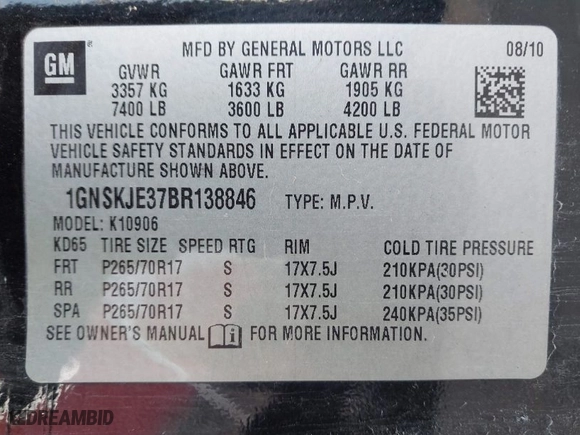 GM
MFD BY GENERAL MOTORS LLC 08/10
GVWR GAWR FRT GAWR RR
3357 KG 1633 KG 1905 KG
7400 LB 3600 LB 4200 LB
THIS VEHICLE CONFORMS TO ALL APPLICABLE U.S. FEDERAL MOTOR
VEHICLE SAFETY STANDARDS IN EFFECT ON THE DATE OF
MANUFACTURE SHOWN ABOVE.
1GNSKJE37BR138846 TYPE: M.P.V.
MODEL: K10906
KD65 TIRE SIZE SPEED RTG RIM COLD TIRE PRESSURE
FRT P265/70R17 S 17X7.5J 210KPA(30PSI)
RR P265/70R17 S 17X7.5J 210KPA(30PSI)
SPA P265/70R17 S 17X7.5J 240KPA(35PSI)
SEE OWNER'S MANUAL FOR MORE INFORMATION.
DREAMBID